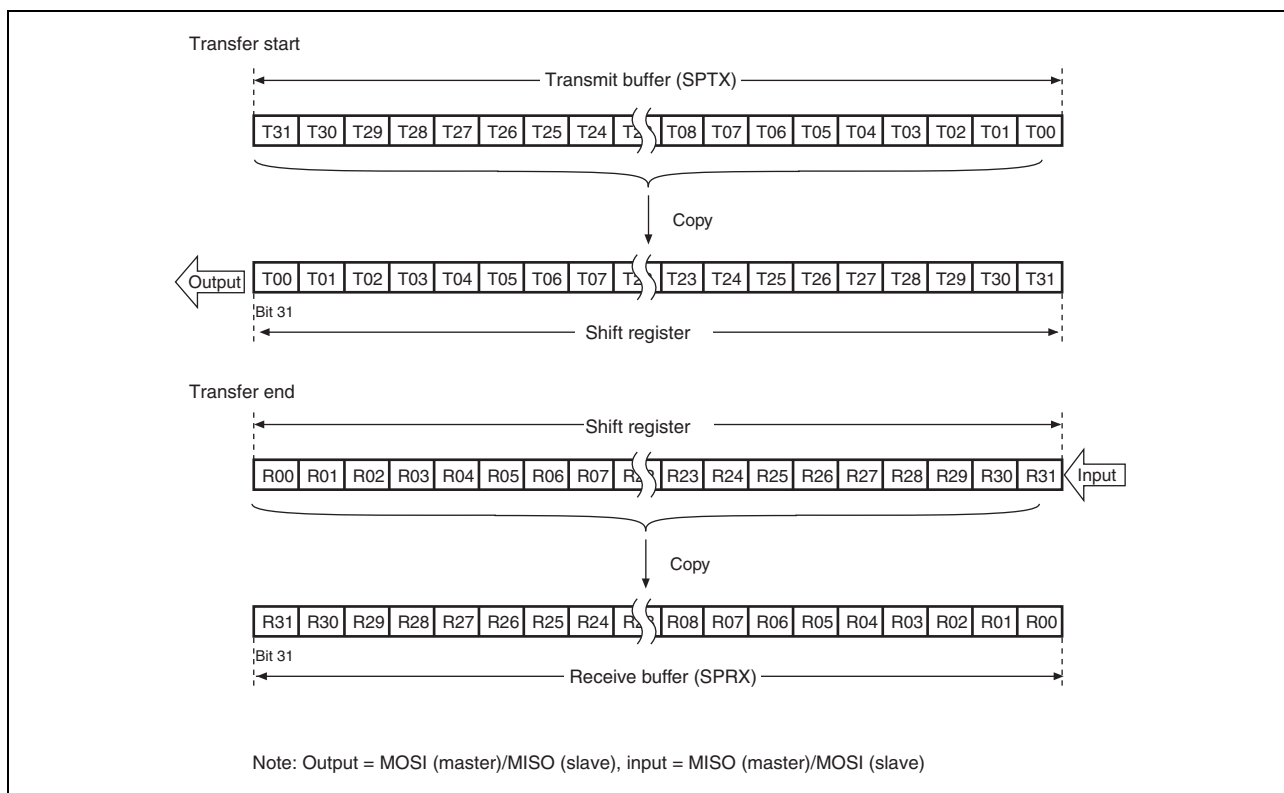 Transfer start
Transmit buffer (SPTX)
T31 T30 T29 T28 T27 T26 T25 T24 T08 T07 T06 T05 T04 T03 T02 T01 T00
Copy
Output T00 T01 T02 T03 T04 T05 T06 T07 T23 T24 T25 T26 T27 T28 T29 T30 T31
Bit 31
Shift register
Transfer end
Shift register
R00 R01 R02 R03 R04 R05 R06 R07 R23 R24 R25 R26 R27 R28 R29 R30 R31 Input
Copy
R31 R30 R29 R28 R27 R26 R25 R24 R08 R07 R06 R05 R04 R03 R02 R01 R00
Bit 31
Receive buffer (SPRX)
Note: Output = MOSI (master)/MISO (slave), input = MISO (master)/MOSI (slave)